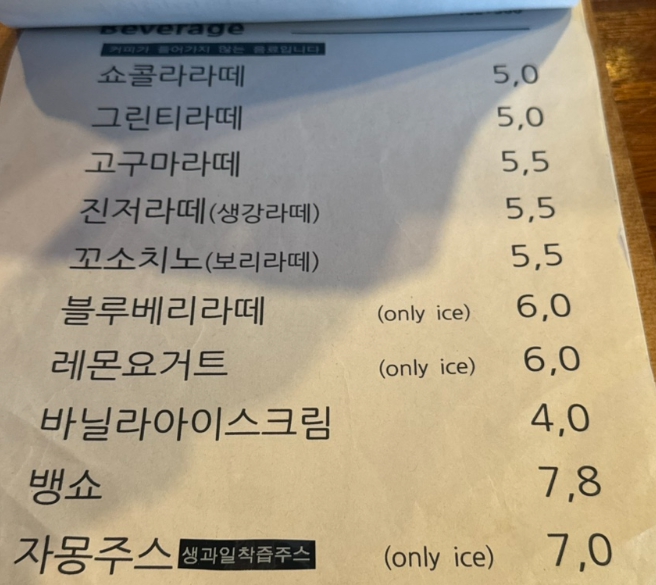 Beverage
커피가 들어가지 않는 음료입니다
쇼콜라라떼 5,0
그린티라떼 5,0
고구마라떼 5,5
진저라떼(생강라떼) 5,5
꼬소치노(보리라떼) 5,5
블루베리라떼 (only ice) 6,0
레몬요거트 (only ice) 6,0
바닐라아이스크림 4,0
뱅쇼 7,8
자몽주스 생과일착즙주스 (only ice) 7,0